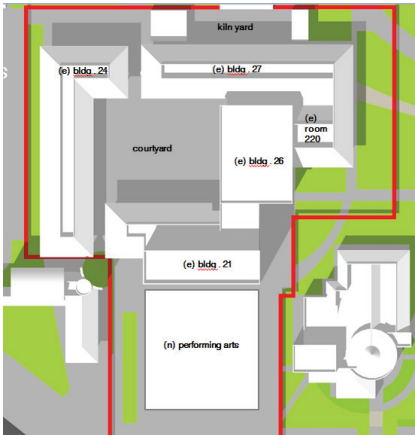 kiln yard
(e) bldg . 24
(e) bldg . 27
(e)
room
220
courtyard
(e) bldg . 26
(e) bldg . 21
(n) performing arts